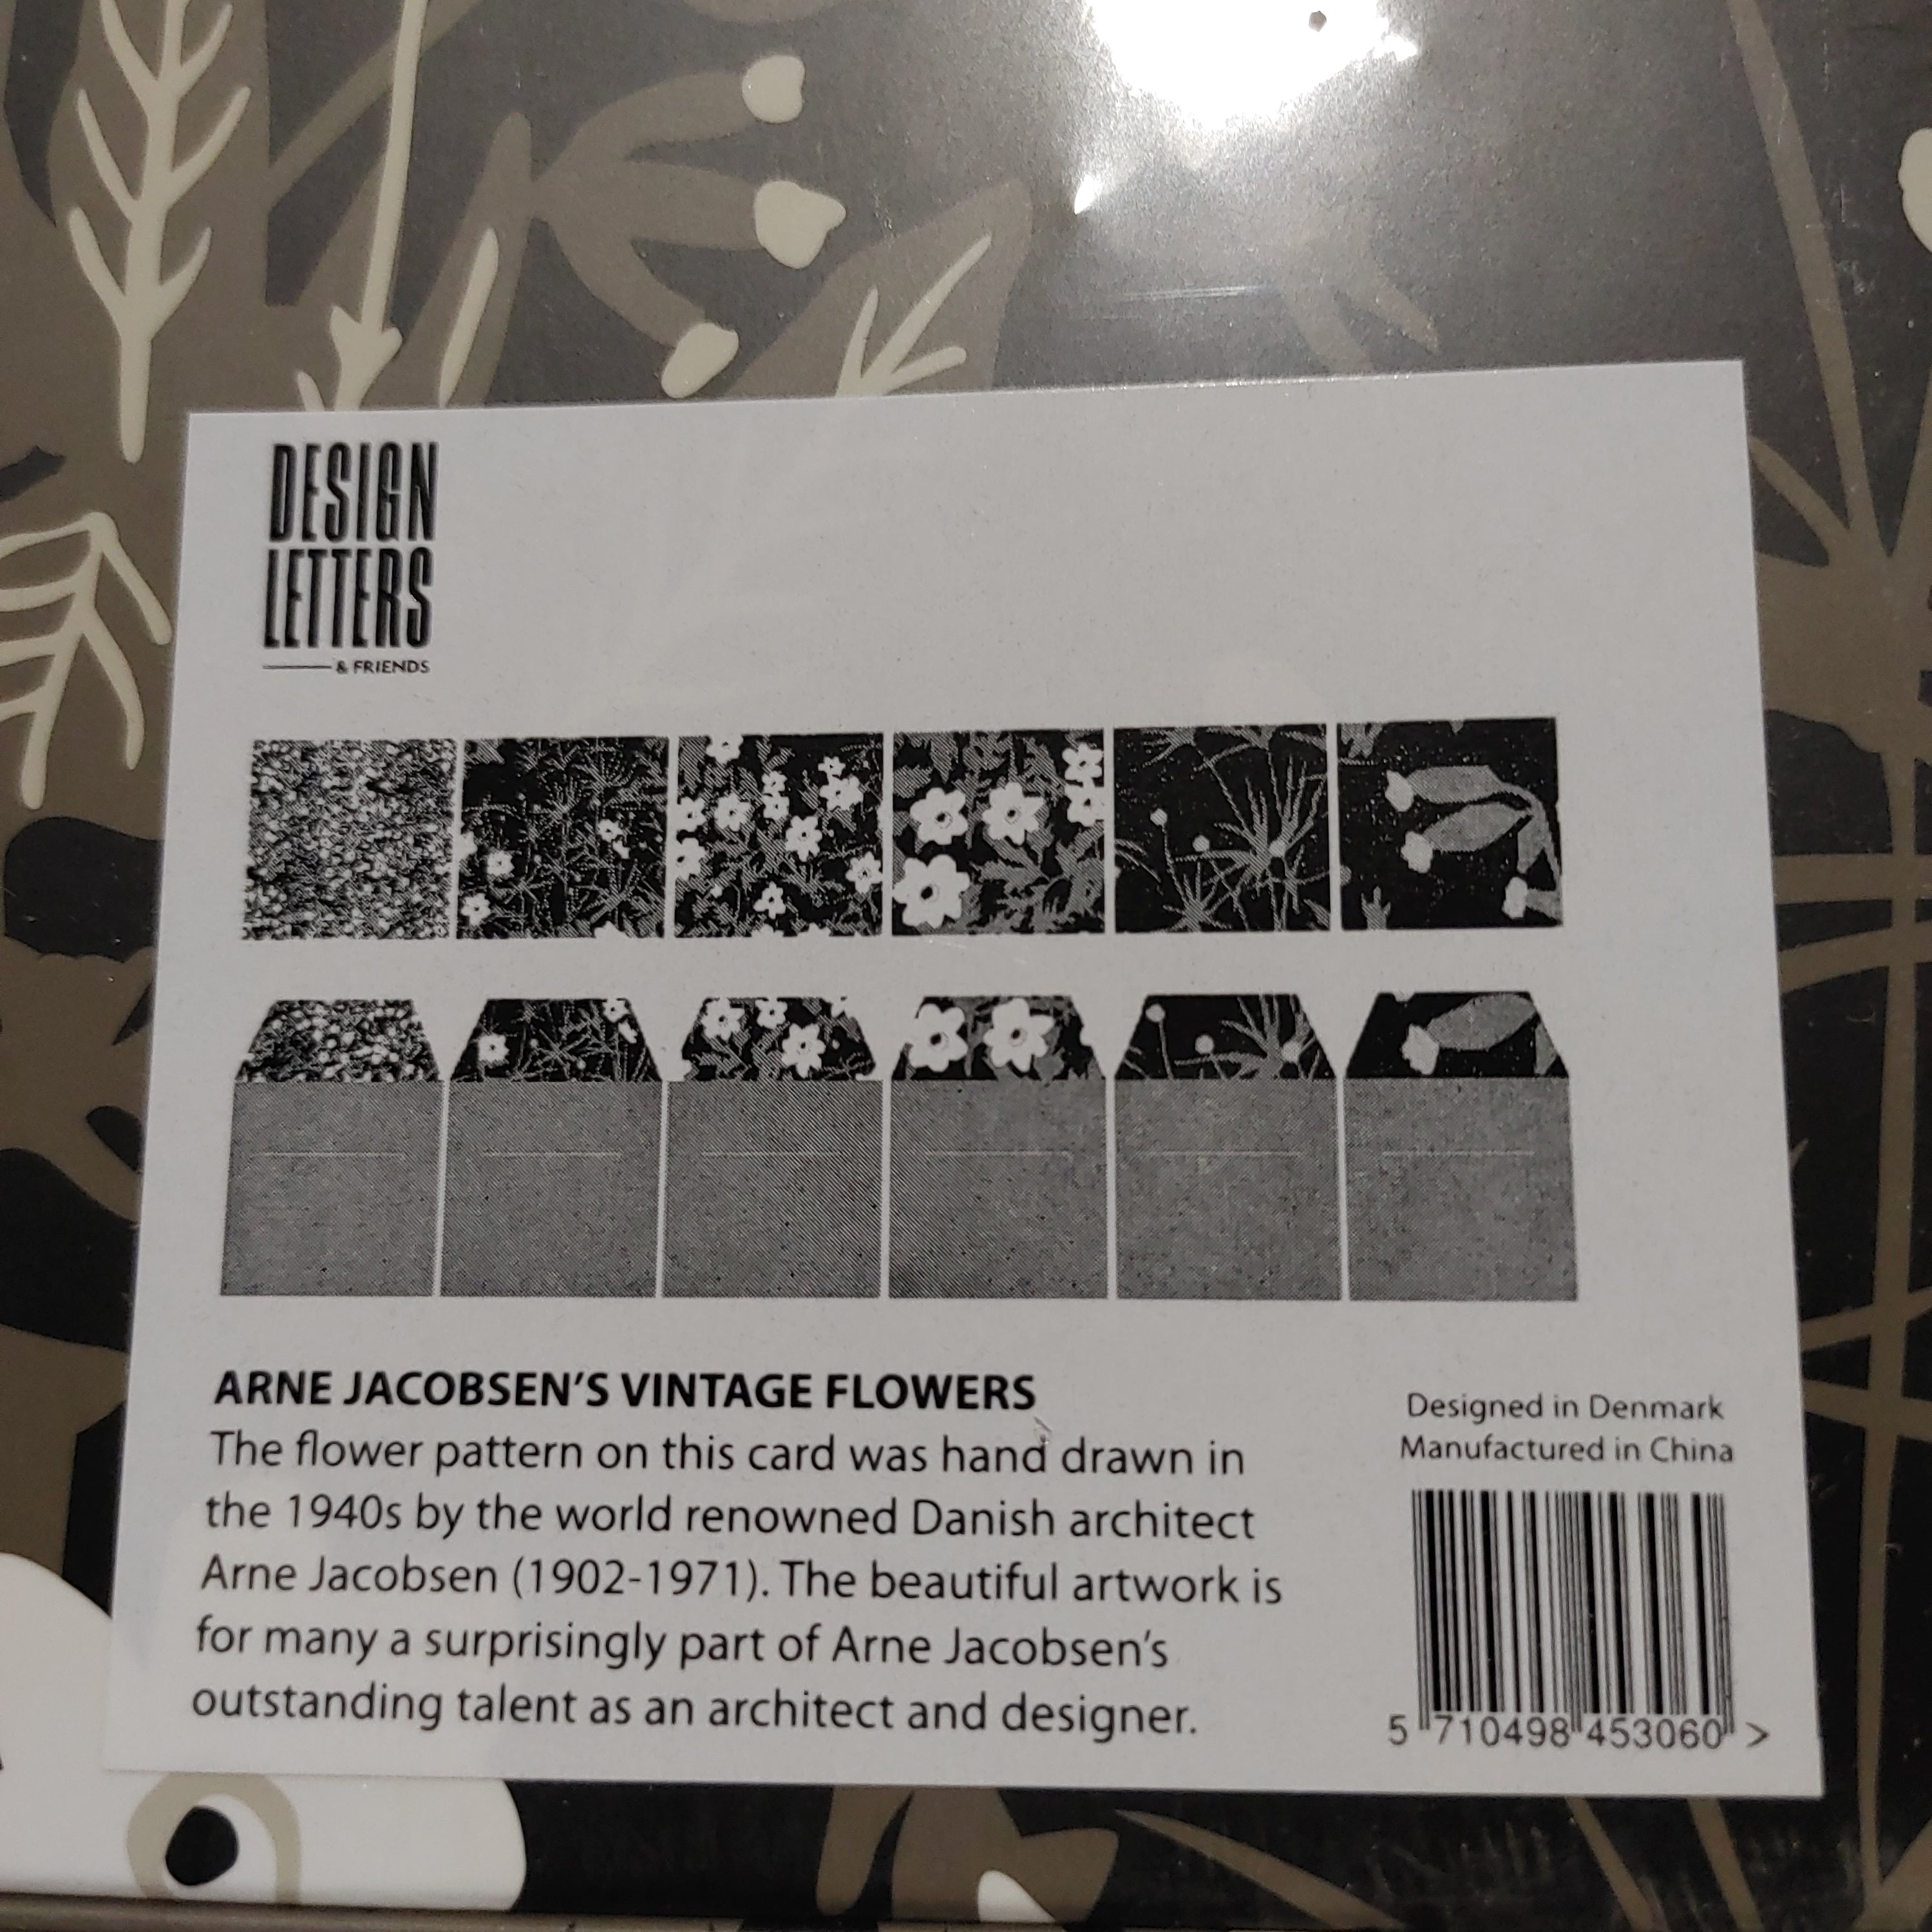 DESIGN
LETTERS
& FRIENDS
ARNE JACOBSEN'S VINTAGE FLOWERS
The flower pattern on this card was hand drawn in
the 1940s by the world renowned Danish architect
Arne Jacobsen (1902-1971). The beautiful artwork is
for many a surprisingly part of Arne Jacobsen's
outstanding talent as an architect and designer.
Designed in Denmark
Manufactured in China
5 710498 453060 >